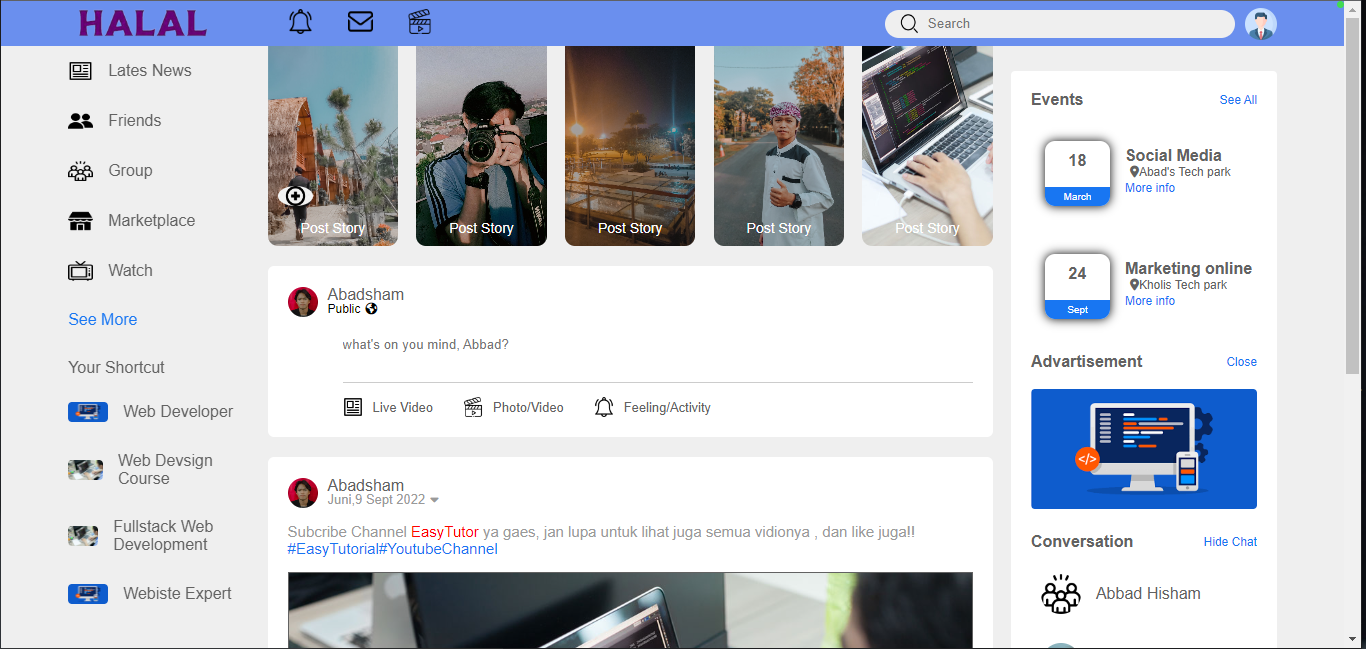 HALAL
Search
Lates News
Friends
Group
Marketplace
Watch
See More
Your Shortcut
Web Developer
Web Devsign
Course
Fullstack Web
Development
Webiste Expert
Post Story
Post Story
Post Story
Post Story
Post Story
Abadsham
Public
what's on you mind, Abbad?
Live Video
Photo/Video
Feeling/Activity
Abadsham
Juni,9 Sept 2022
Subcribe Channel EasyTutor ya gaes, jan lupa untuk lihat juga semua vidionya , dan like juga!!
#EasyTutorial#YoutubeChannel
Events
See All
18
March
Social Media
Abad's Tech park
More info
24
Sept
Marketing online
Kholis Tech park
More info
Advartisement
Close
</>
Conversation
Hide Chat
Abbad Hisham